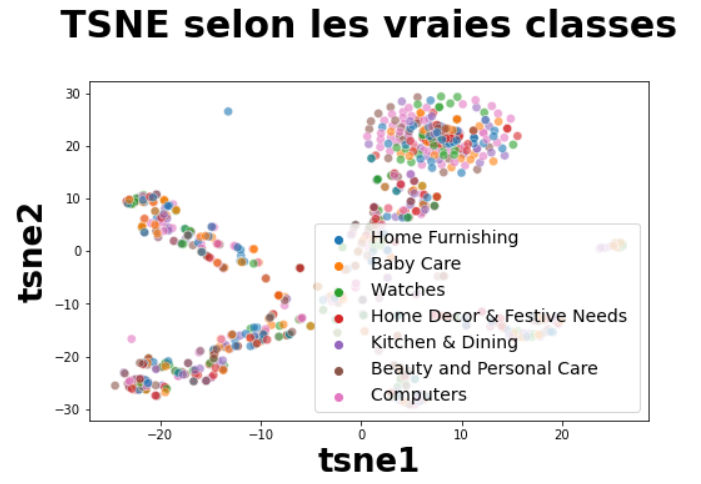 TSNE selon les vraies classes
30
20
10
0
−10
−20
−30
tsne2
Home Furnishing
Baby Care
Watches
Home Decor & Festive Needs
Kitchen & Dining
Beauty and Personal Care
Computers
−20 −10 0 10 20
tsne1